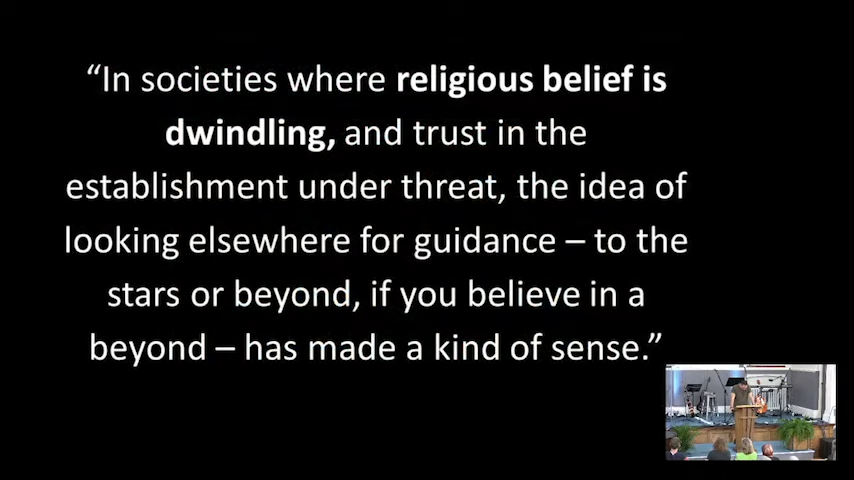 “In societies where religious belief is
dwindling, and trust in the
establishment under threat, the idea of
looking elsewhere for guidance – to the
stars or beyond, if you believe in a
beyond – has made a kind of sense.”